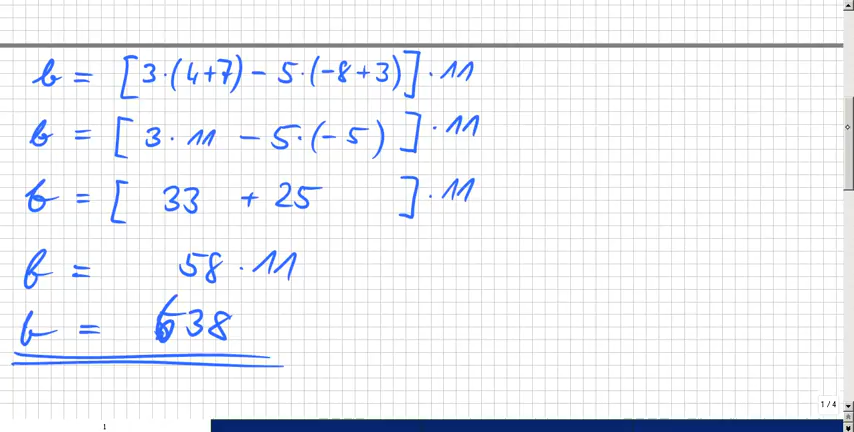 b = [3·(4+7) - 5·(-8+3)]·11
b = [3·11 - 5·(-5)]·11
b = [33 + 25]·11
b = 58·11
b = 638
1 / 4
1